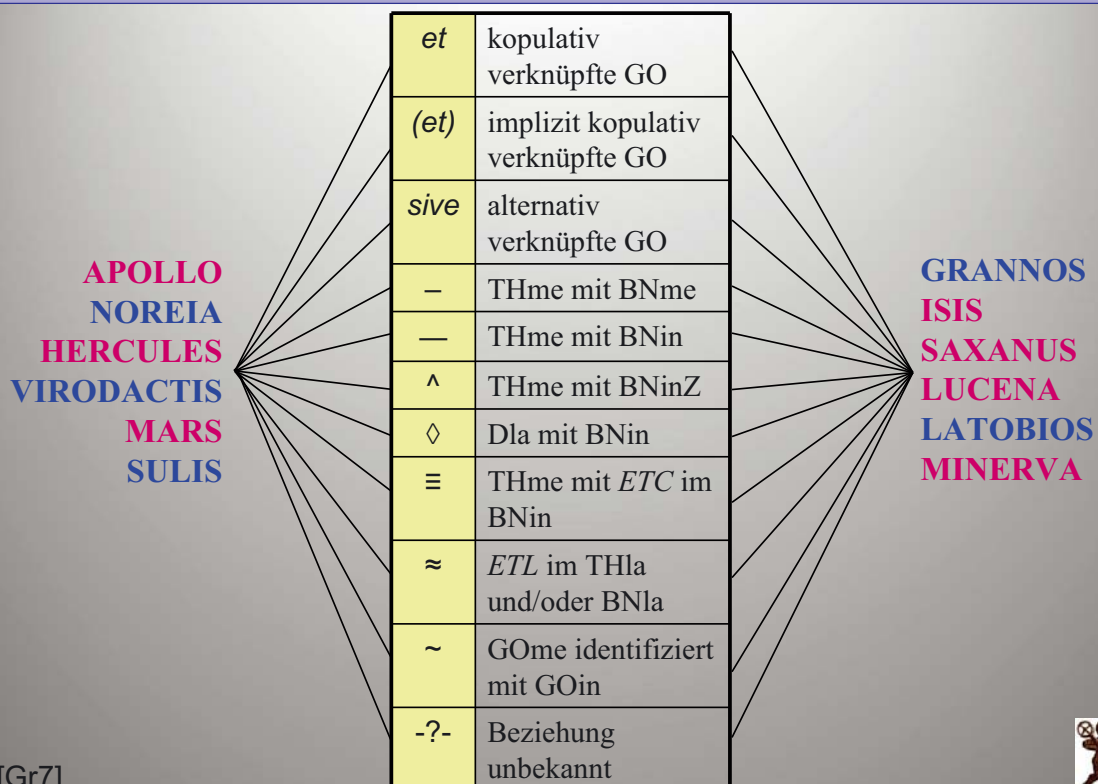 et kopulativ
verknüpfte GO
(et) implizit kopulativ
verknüpfte GO
sive alternativ
verknüpfte GO
– THme mit BNme
— THme mit BNin
^ THme mit BNinZ
◊ Dla mit BNin
≡ THme mit ETC im
BNin
≈ ETL im THla
und/oder BNla
~ GOme identifiziert
mit GOin
-?- Beziehung
unbekannt
APOLLO
NOREIA
HERCULES
VIRODACTIS
MARS
SULIS
GRANNOS
ISIS
SAXANUS
LUCENA
LATOBIOS
MINERVA
[Gr7]